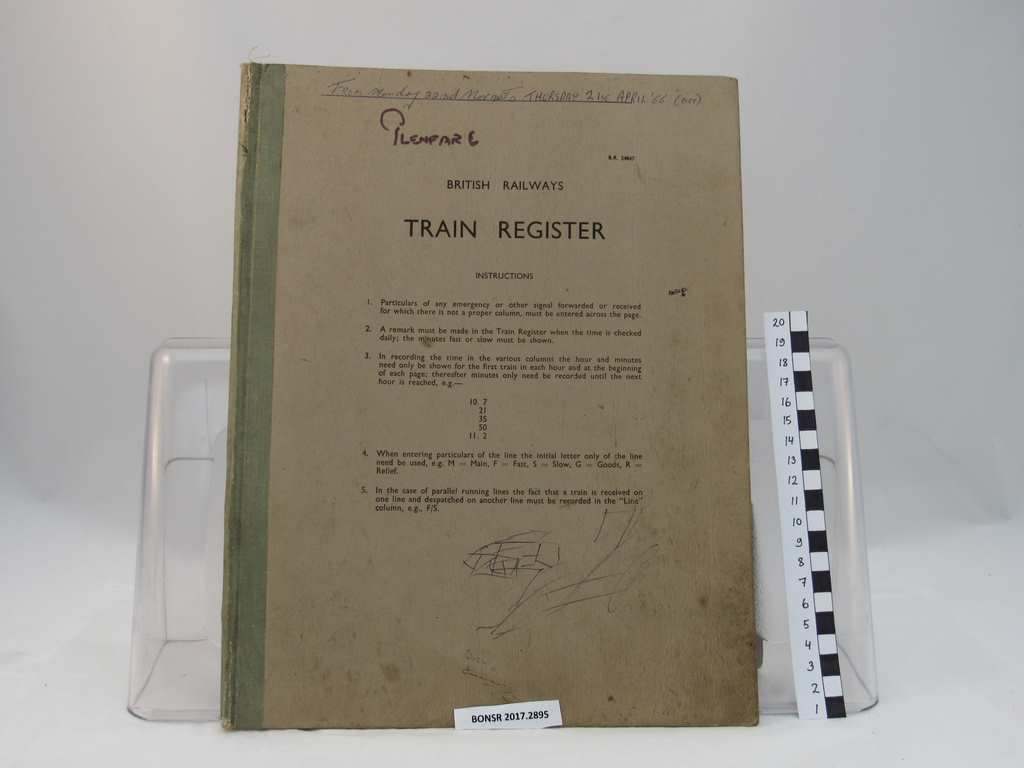 From Monday 22nd Nov to THURSDAY 21st APRIL '66
GLENFARG
B.R. 24847
BRITISH RAILWAYS
TRAIN REGISTER
INSTRUCTIONS
1. Particulars of any emergency or other signal forwarded or received
for which there is not a proper column, must be entered across the page.
2. A remark must be made in the Train Register when the time is checked
daily; the minutes fast or slow must be shown.
3. In recording the time in the various columns the hour and minutes
need only be shown for the first train in each hour and at the beginning
of each page; thereafter minutes only need be recorded until the next
hour is reached, e.g.—
10. 7
21
35
50
11. 2
4. When entering particulars of the line the initial letter only of the line
need be used, e.g. M = Main, F = Fast, S = Slow, G = Goods, R =
Relief.
5. In the case of parallel running lines the fact that a train is received on
one line and despatched on another line must be recorded in the "Line"
column, e.g., F/S.
BONSR 2017.2895
20
19
18
17
16
15
14
13
12
11
10
9
8
7
6
5
4
3
2
1